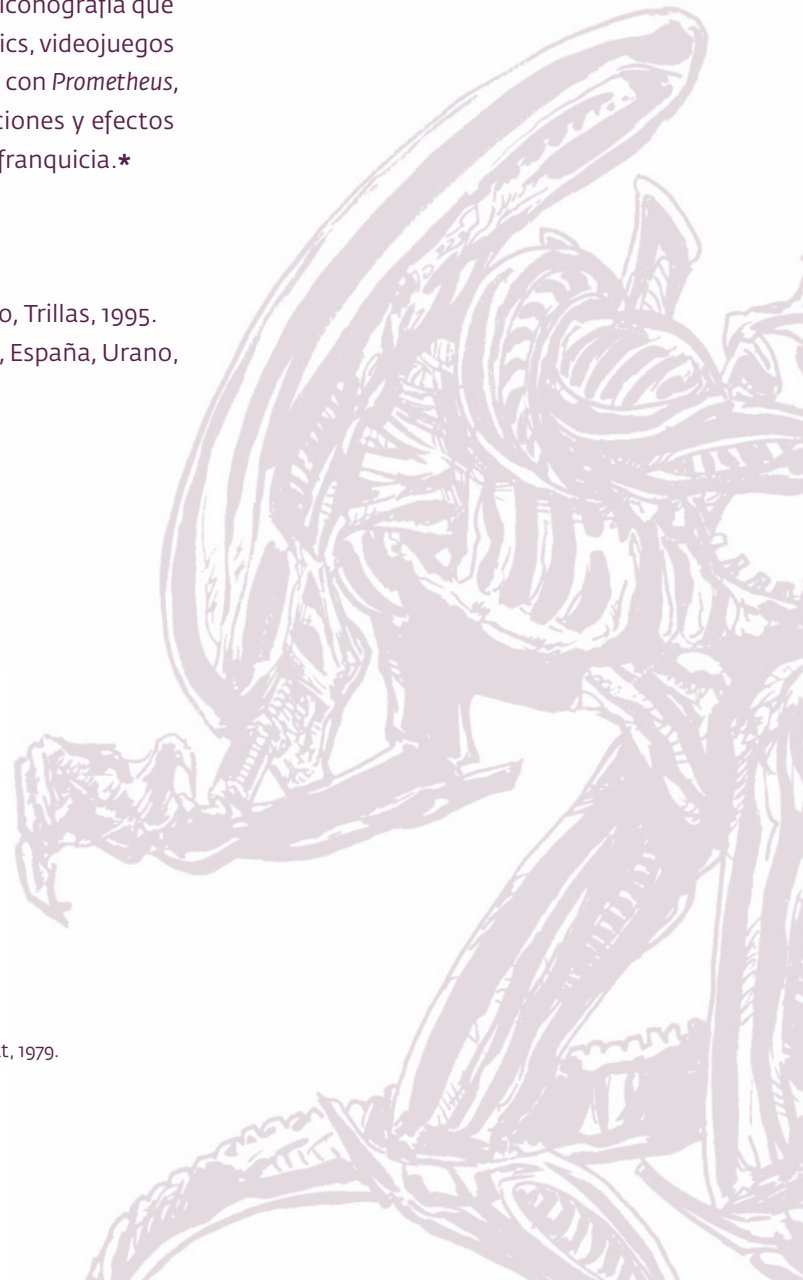 iconografía que
ics, videojuegos
con Prometheus,
ciones y efectos
franquicia.*
o, Trillas, 1995.
, España, Urano,
t, 1979.